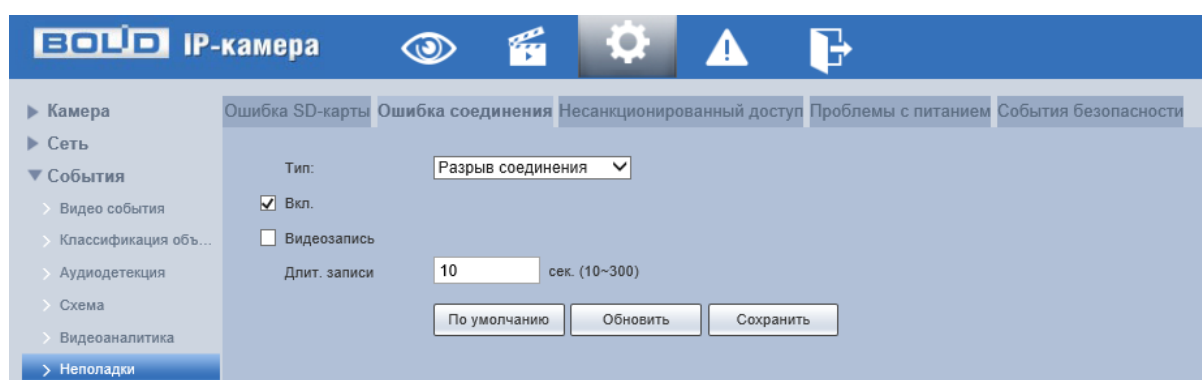 BOLID IP-камера
Камера
Сеть
События
Видео события
Классификация объ...
Аудиодетекция
Схема
Видеоаналитика
Неполадки
Ошибка SD-карты Ошибка соединения Несанкционированный доступ Проблемы с питанием События безопасности
Тип: Разрыв соединения
Вкл.
Видеозапись
Длит. записи 10 сек. (10~300)
По умолчанию Обновить Сохранить